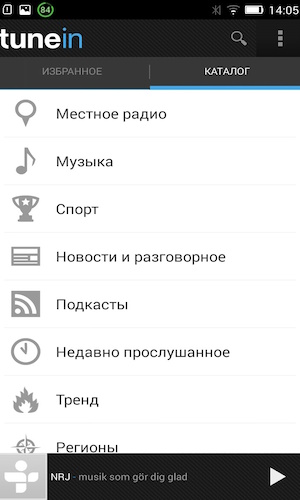 84 14:05
tunein
ИЗБРАННОЕ КАТАЛОГ
Местное радио
Музыка
Спорт
Новости и разговорное
Подкасты
Недавно прослушанное
Тренд
Регионы
NRJ - musik som gör dig glad